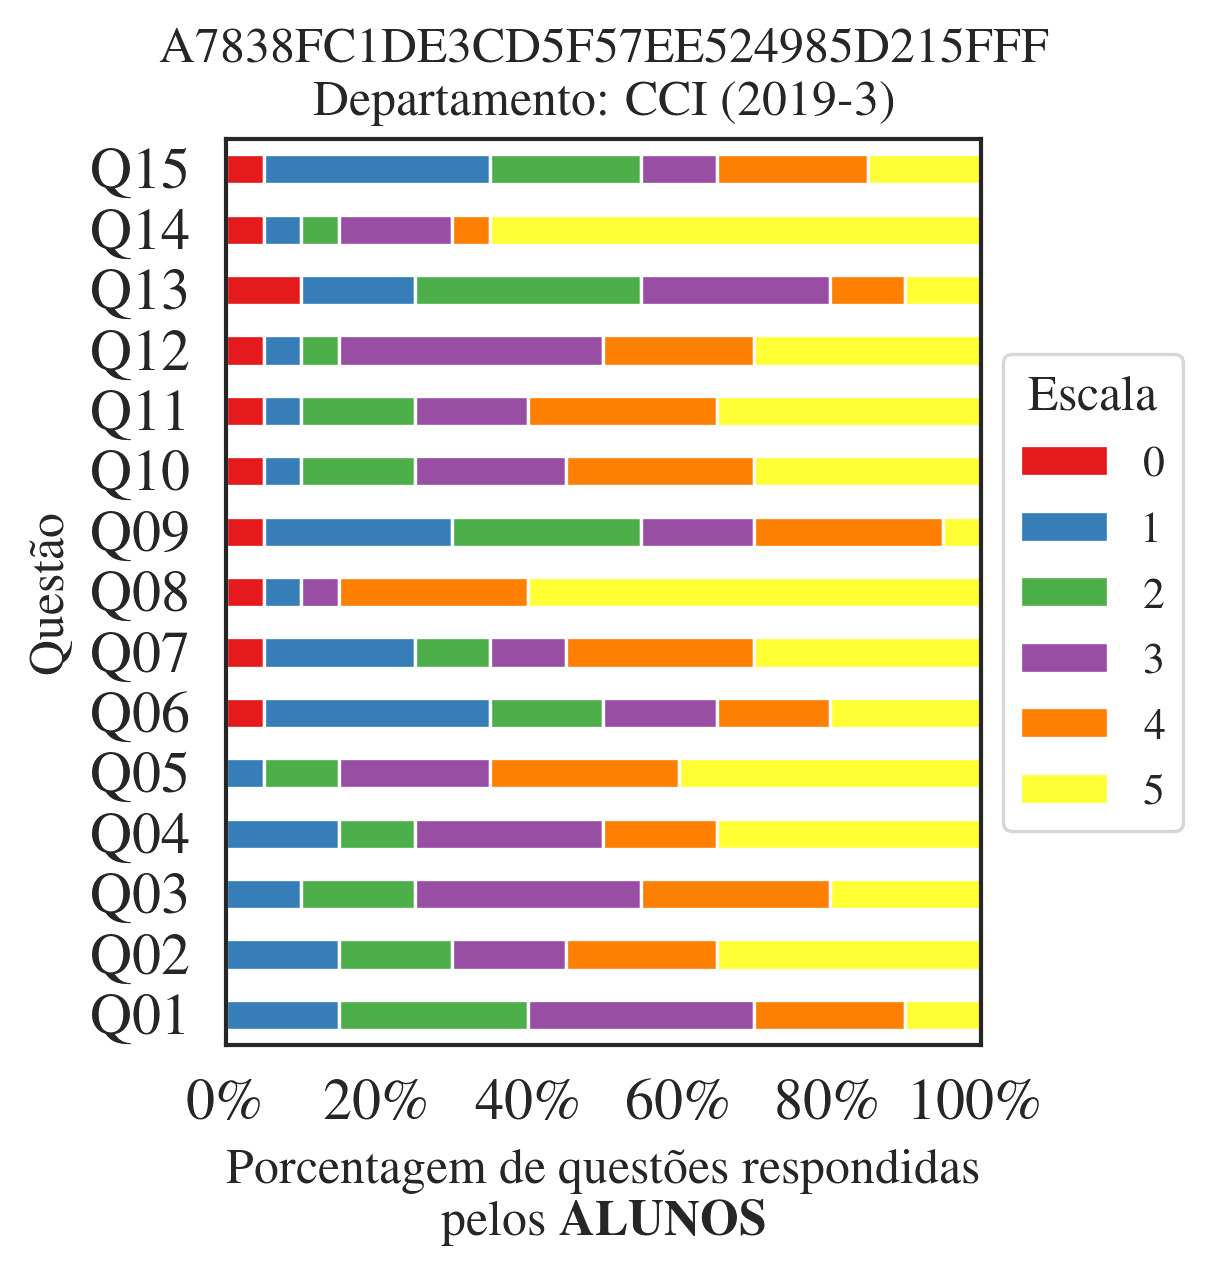 A7838FC1DE3CD5F57EE524985D215FFF
Departamento: CCI (2019-3)
Questão
Q15
Q14
Q13
Q12
Q11
Q10
Q09
Q08
Q07
Q06
Q05
Q04
Q03
Q02
Q01
0% 20% 40% 60% 80% 100%
Porcentagem de questões respondidas
pelos ALUNOS
Escala
0
1
2
3
4
5